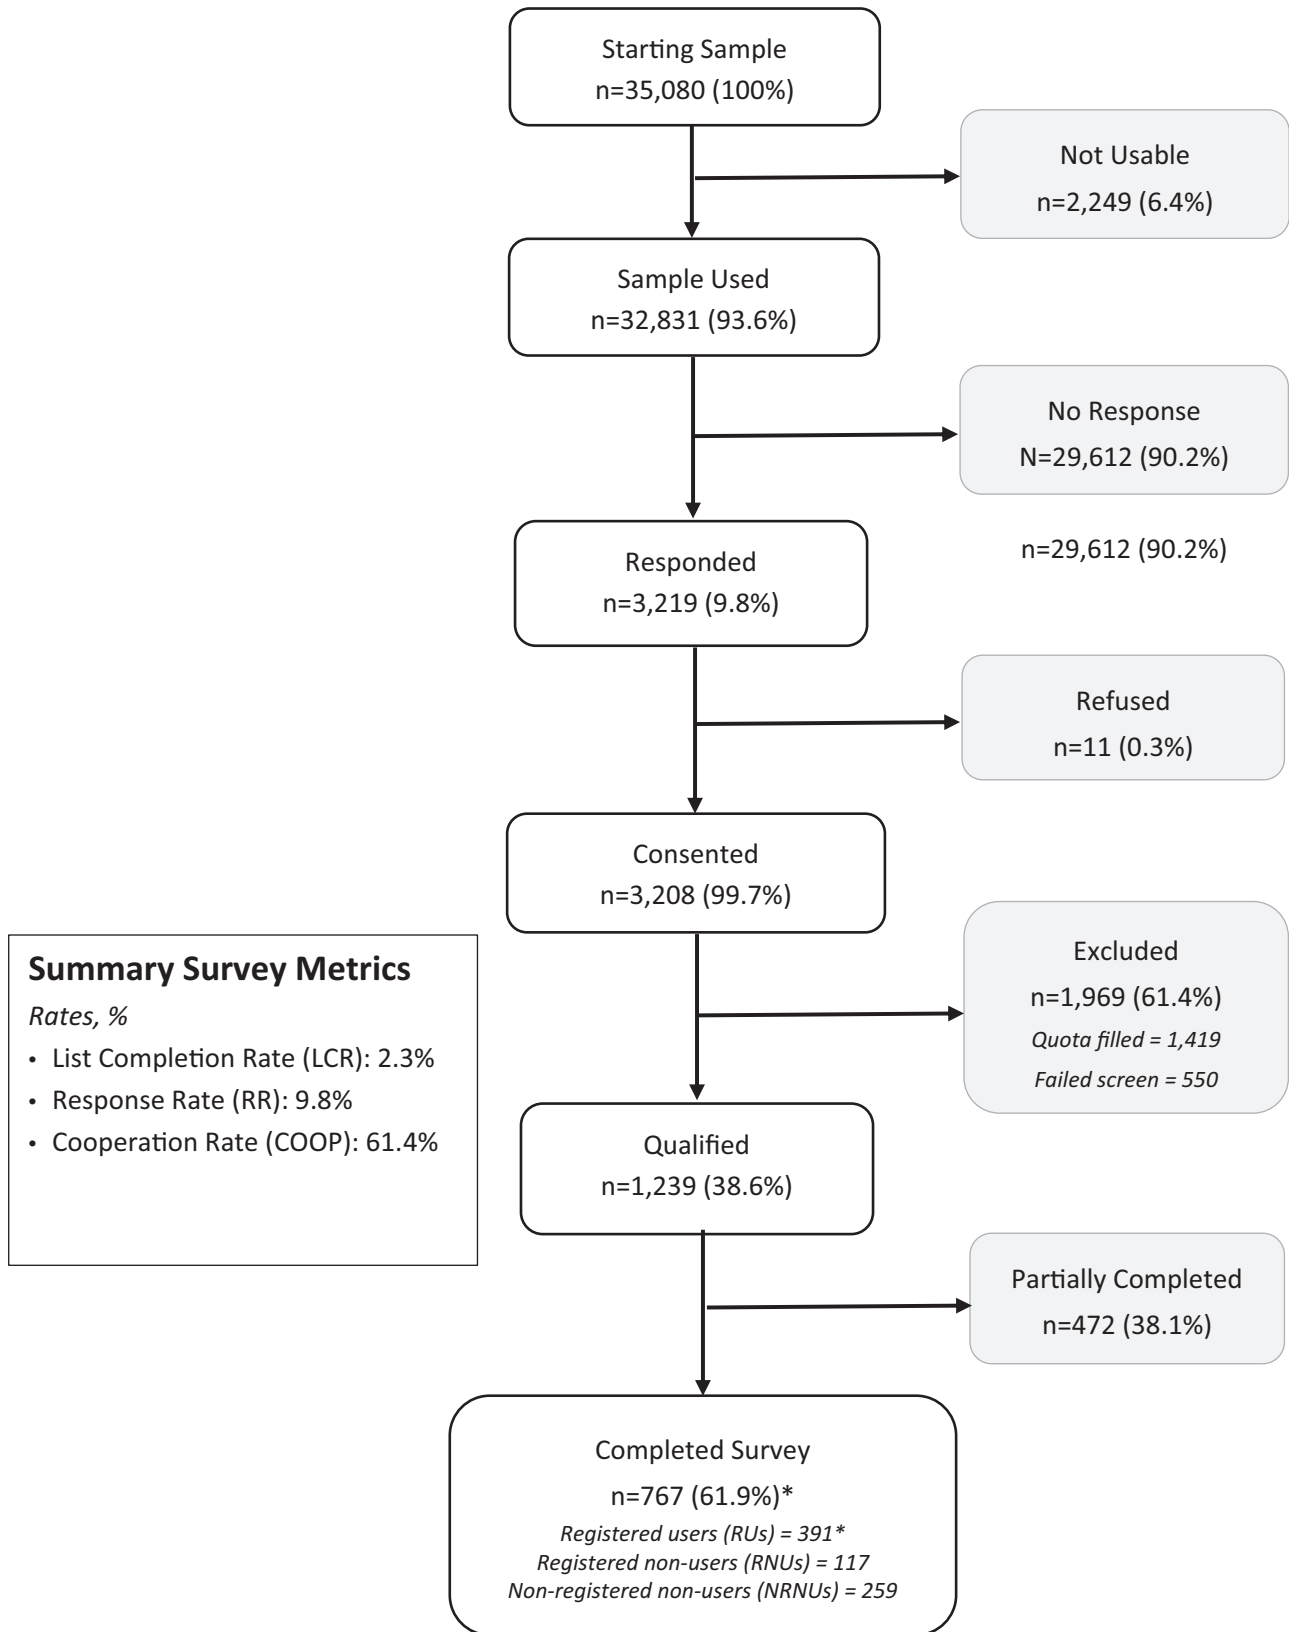 Starting Sample
n=35,080 (100%)
Not Usable
n=2,249 (6.4%)
Sample Used
n=32,831 (93.6%)
No Response
N=29,612 (90.2%)
n=29,612 (90.2%)
Responded
n=3,219 (9.8%)
Refused
n=11 (0.3%)
Consented
n=3,208 (99.7%)
Excluded
n=1,969 (61.4%)
Quota filled = 1,419
Failed screen = 550
Summary Survey Metrics
Rates, %
• List Completion Rate (LCR): 2.3%
• Response Rate (RR): 9.8%
• Cooperation Rate (COOP): 61.4%
Qualified
n=1,239 (38.6%)
Partially Completed
n=472 (38.1%)
Completed Survey
n=767 (61.9%)*
Registered users (RUs) = 391*
Registered non-users (RNUs) = 117
Non-registered non-users (NRNUs) = 259